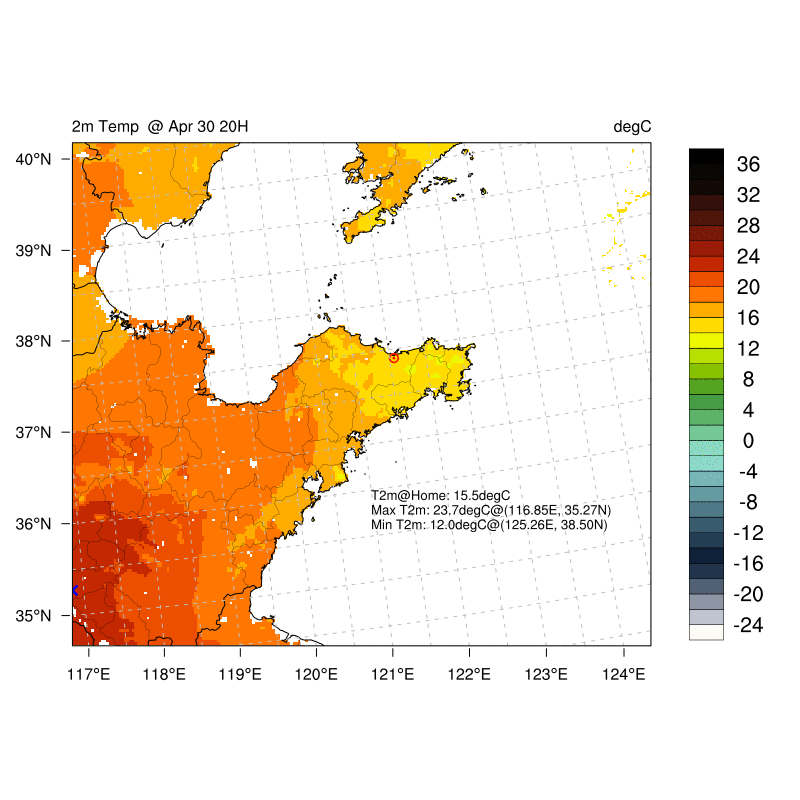 2m Temp @ Apr 30 20H degC
40°N
39°N
38°N
37°N
36°N
35°N
117°E 118°E 119°E 120°E 121°E 122°E 123°E 124°E
T2m@Home: 15.5degC
Max T2m: 23.7degC@(116.85E, 35.27N)
Min T2m: 12.0degC@(125.26E, 38.50N)
36
32
28
24
20
16
12
8
4
0
-4
-8
-12
-16
-20
-24